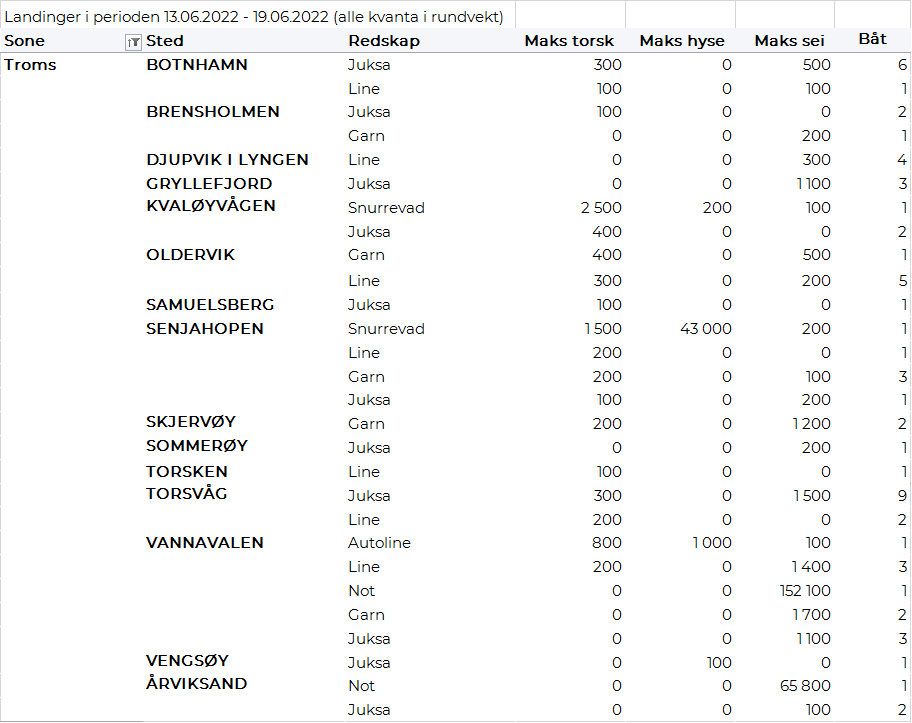 Landinger i perioden 13.06.2022 - 19.06.2022 (alle kvanta i rundvekt)
Sone Sted Redskap Maks torsk Maks hyse Maks sei Båt
Troms BOTNHAMN Juksa 300 0 500 6
Line 100 0 100 1
BRENSHOLMEN Juksa 100 0 0 2
Garn 0 0 200 1
DJUPVIK I LYNGEN Line 0 0 300 4
GRYLLEFJORD Juksa 0 0 1 100 3
KVALØYVÅGEN Snurrevad 2 500 200 100 1
Juksa 400 0 0 2
OLDERVIK Garn 400 0 500 1
Line 300 0 200 5
SAMUELSBERG Juksa 100 0 0 1
SENJAHOPEN Snurrevad 1 500 43 000 200 1
Line 200 0 0 1
Garn 200 0 100 3
Juksa 100 0 200 1
SKJERVØY Garn 200 0 1 200 2
SOMMERØY Juksa 0 0 200 1
TORSKEN Line 100 0 0 1
TORSVÅG Juksa 300 0 1 500 9
Line 200 0 0 2
VANNAVALEN Autoline 800 1 000 100 1
Line 200 0 1 400 3
Not 0 0 152 100 1
Garn 0 0 1 700 2
Juksa 0 0 1 100 3
VENGSØY Juksa 0 100 0 1
ÅRVIKSAND Not 0 0 65 800 1
Juksa 0 0 100 2